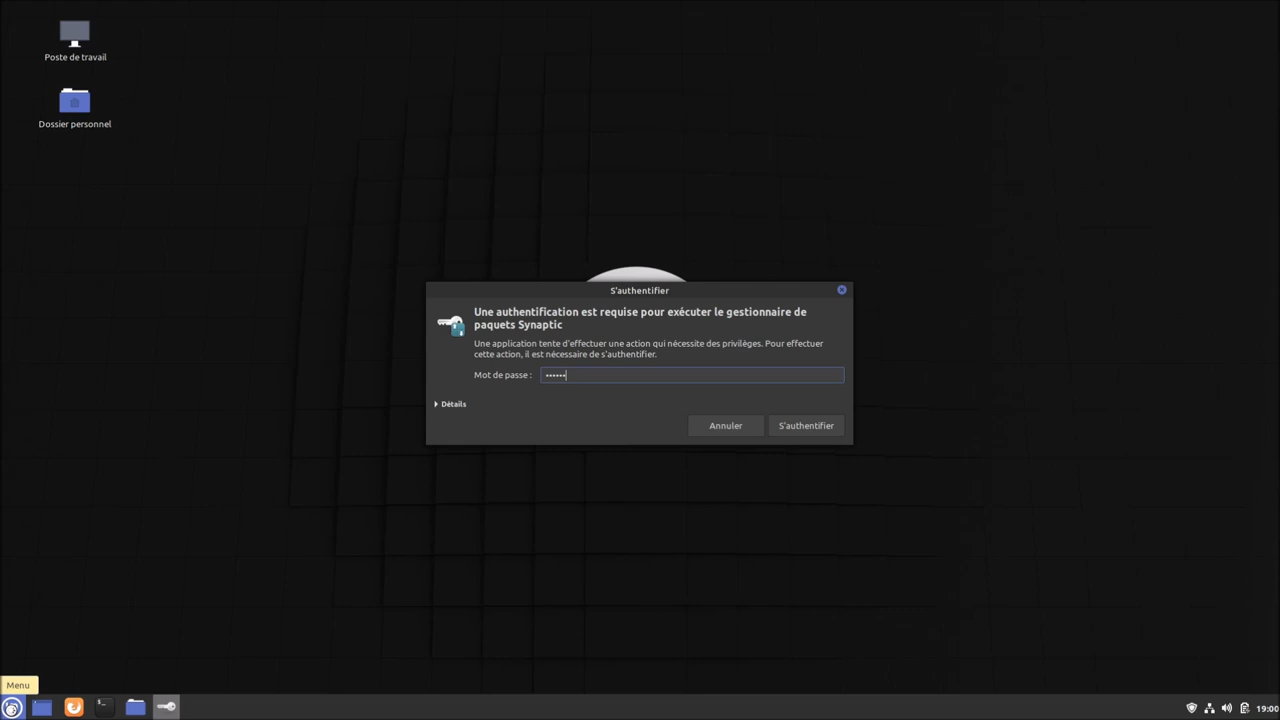 Poste de travail
Dossier personnel
S'authentifier
Une authentification est requise pour exécuter le gestionnaire de
paquets Synaptic
Une application tente d'effectuer une action qui nécessite des privilèges. Pour effectuer
cette action, il est nécessaire de s'authentifier.
Mot de passe : ••••••
Détails
Annuler
S'authentifier
Menu
19:00